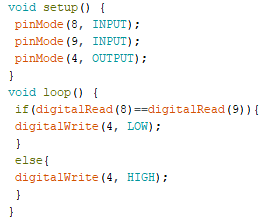 void setup() {
 pinMode(8, INPUT);
 pinMode(9, INPUT);
 pinMode(4, OUTPUT);
}
void loop() {
 if(digitalRead(8)==digitalRead(9)){
 digitalWrite(4, LOW);
 }
 else{
 digitalWrite(4, HIGH);
 }
}